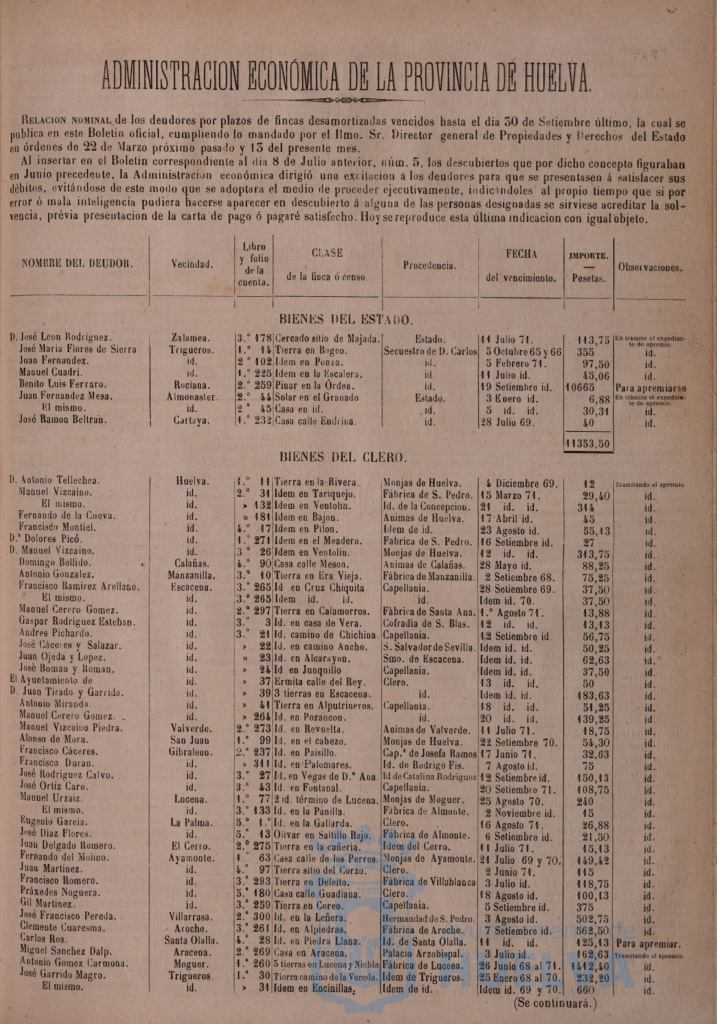 ADMINISTRACION ECONÓMICA DE LA PROVINCIA DE HUELVA.
RELACION NOMINAL de los deudores por plazos de fincas desamortizadas vencidos hasta el dia 30 de Setiembre último, la cual se
publica en este Boletin oficial, cumpliendo lo mandado por el Ilmo. Sr. Director general de Propiedades y Derechos del Estado
en órdenes de 22 de Marzo próximo pasado y 13 del presente mes.
Al insertar en el Boletin correspondiente al dia 8 de Julio anterior, núm. 5, los descubiertos que por dicho concepto figuraban
en Junio precedente, la Administracion económica dirigió una excitacion á los deudores para que se presentasen á satisfacer sus
débitos, evitándose de este modo que se adoptara el medio de proceder ejecutivamente, indicándoles al propio tiempo que si por
error ó mala inteligencia pudiera hacerse aparecer en descubierto á alguna de las personas designadas se sirviese acreditar la sol-
vencia, prévia presentacion de la carta de pago ó pagaré satisfecho. Hoy se reproduce esta última indicacion con igual objeto.
NOMBRE DEL DEUDOR. Vecindad. Libro y folio de la cuenta. CLASE de la finca ó censo. Procedencia. FECHA del vencimiento. IMPORTE. — Pesetas. Observaciones.
BIENES DEL ESTADO.
D. José Leon Rodriguez. Zalamea. 3.º 178 Cercado sitio de Majada. Estado. 11 Julio 71. 113,75 En trámite el expediente de apremio.
José Maria Flores de Sierra Trigueros. 1.º 14 Tierra en Bogeo. Secuestro de D. Carlos 5 Octubre 65 y 66 355 id.
Juan Fernandez. id. 2º 102 Idem en Ponza. id. 5 Febrero 71. 97,50 id.
Manuel Cuadri. id. 1.º 225 Idem en la Escalera. id. 11 Julio id. 45,06 id.
Benito Luis Ferraro. Rociana. 2.º 259 Pinar en la Órden. id. 19 Setiembre id. 10665 Para apremiarse
Juan Fernandez Mesa. Almonaster. 2.º 44 Solar en el Granado Estado. 3 Enero id. 6,88 En trámite el expediente de apremio.
El mismo. id. 2º 45 Casa en id. id. 5 id. id. 30,31 id.
José Ramon Beltran. Cartaya. 1.º 232 Casa calle Endrina. id. 28 Julio 69. 40 id.
11353,50
BIENES DEL CLERO.
D. Antonio Tellechea. Huelva. 1.º 11 Tierra en la Rivera. Monjas de Huelva. 4 Diciembre 69. 12 Tramitando el apremio.
Manuel Vizcaino. id. 2.º 31 Idem en Tariquejo. Fábrica de S. Pedro. 15 Marzo 71. 29,40 id.
El mismo. id. » 132 Idem en Ventolin. Id. de la Concepcion. 21 id. id. 314 id.
Fernando de la Cueva. id. » 181 Idem en Bajon. Animas de Huelva. 17 Abril id. 45 id.
Francisco Montiel. id. 4.º 17 Idem en Pilon. Idem de id. 23 Agosto id. 55,13 id.
D.ª Dolores Picó. id. 1.º 271 Idem en el Meadero. Fabrica de S. Pedro. 16 Setiembre id. 27 id.
D. Manuel Vizcaino. id. 3º 26 Idem en Ventolin. Monjas de Huelva. 12 id. id. 313,75 id.
Domingo Bellido. Calañas. 4.º 90 Casa calle Meson. Animas de Calañas. 28 Mayo id. 88,25 id.
Antonio Gonzalez. Manzanilla. 3.º 10 Tierra en Era Vieja. Fábrica de Manzanilla. 2 Setiembre 68. 75,25 id.
Francisco Ramirez Arellano. Escacena. 3.º 265 Id en Cruz Chiquita Capellania. 28 Setiembre 69. 37,50 id.
El mismo. id. 3º 265 Idem id. id. id. Idem id. 70. 37,50 id.
Manuel Cerero Gomez. id. 2.º 297 Tierra en Calamorros. Fábrica de Santa Ana. 1.º Agosto 71. 13,88 id.
Gaspar Rodriguez Esteban. id. 3.º 3 Id. en casa de Vera. Cofradia de S. Blas. 12 id. id. 13,13 id.
Andres Pichardo. id. 3.º 21 Id. camino de Chichina. Capellania. 12 Setiembre id. 56,75 id.
José Cáceres y Salazar. id. » 22 Id. en camino Ancho. S. Salvador de Sevilla. Idem id. id. 50,25 id.
Juan Ojeda y Lopez. id. » 23 Id. en Alcarayon. Smo. de Escacena. Idem id. id. 62,63 id.
José Roman y Roman. id. » 24 Id en Junquillo Capellania. Idem id. id. 37,50 id.
El Ayuntamiento de id. » 37 Ermita calle del Rey. Clero. 13 id. id. 50 id.
D. Juan Tirado y Garrido. id. » 39 3 tierras en Escacena. id. Idem id. id. 183,63 id.
Antonio Miranda. id. » 41 Tierra en Alputrineros. Capellania. 18 id. id. 51,25 id.
Manuel Cerero Gomez. id. » 264 Id. en Pozancon. id. 20 id. id. 139,25 id.
Manuel Vizcaino Piedra. Valverde. 2.º 273 Id. en Revuelta. Animas de Valverde. 11 Julio 71. 18,75 id.
Alonso de Mora. San Juan 1.º 99 Id. en el cabezo. Monjas de Huelva. 22 Setiembre 70. 54,30 id.
Francisco Cáceres. Gibraleon. 2.º 237 Id. en Paisillo. Cap.ª de Josefa Ramos 17 Junio 71. 32,63 id.
Francisco Duran. id. » 311 Id. en Palomares. Id. de Rodrigo Fis. 7 Agosto id. 75 id.
José Rodriguez Calvo. id. 3.º 27 Id. en Vegas de D.ª Ana. Id de Catalina Rodriguez 12 Setiembre id. 150,13 id.
José Ortiz Caro. id. 3.º 43 Id. en Fontanal. Capellania. 20 Setiembre 71. 108,75 id.
Manuel Urzaiz. Lucena. 1.º 77 2 id. término de Lucena. Monjas de Moguer. 25 Agosto 70. 240 id.
El mismo. id. 3.º 133 Id. en la Panilla. Fábrica de Almonte. 2 Noviembre id. 15 id.
Eugenio Garcia. La Palma. 5.º 1.º Id. en la Gallarda. Clero. 16 Agosto 71. 26,88 id.
José Diaz Flores. id. 5.º 13 Olivar en Saltillo Bajo. Fábrica de Almonte. 6 Setiembre id. 21,50 id.
Juan Delgado Romero. El Cerro. 2.º 275 Tierra en la cañeria. Idem del Cerro. 11 Julio 71. 15,13 id.
Fernando del Molino. Ayamonte. 1.º 63 Casa calle de los Perros. Monjas de Ayamonte. 21 Julio 69 y 70. 149,42 id.
Juan Martinez. id. 4.º 97 Tierra sitio del Corzo. Clero. 2 Junio 71. 115 id.
Francisco Romero. id. 3.º 293 Tierra en Deleito. Fábrica de Villablanca 3 Julio id. 118,75 id.
Práxedes Noguera. id. 5.º 180 Casa calle Guadiana. Clero. 18 Agosto id. 100,13 id.
Gil Martinez. id. 3.º 259 Tierra en Coreo. Capellania. 5 Setiembre id. 375 id.
José Francisco Pereda. Villarrasa. 2.º 300 Id. en la Leñera. Hermandad de S. Pedro. 3 Agosto id. 502,75 id.
Clemente Cuaresma. Aroche. 3.º 261 Id. en Alpiedras. Fábrica de Aroche. 7 Setiembre id. 562,50 id.
Carlos Ros. Santa Olalla. 4.º 28 Id. en Piedra Llana. Id. de Santa Olalla. 11 id. id. 125,13 Para apremiar.
Miguel Sanchez Dalp. Aracena. 2.º 269 Casa en Aracena. Palacio Arzobispal. 3 Julio id. 162,63 Tramitando el apremio.
Antonio Gomez Carmona. Moguer. 1.º 260 5 tierras en Lucena y Niebla Fábrica de Lucena. 26 Junio 68 al 71. 1512,40 id.
José Garrido Magro. Trigueros. 1.º 30 Tierra camino de la Vereda. Idem de Trigueros. 25 Enero 68 al 70. 232,20 id.
El mismo. id. » 31 Idem en Encinillas. Idem de id. Idem id. 69 y 70. 660 id.
(Se continuará.)